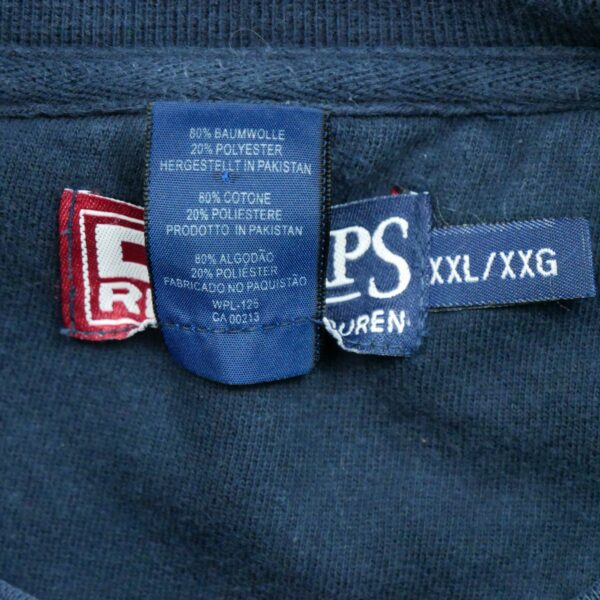 80% BAUMWOLLE
20% POLYESTER
HERGESTELLT IN PAKISTAN
80% COTONE
20% POLIESTERE
PRODOTTO IN PAKISTAN
80% ALGODÃO
20% POLIÉSTER
FABRICADO NO PAQUISTÃO
WPL-125
CA 00213
R
PS
BUREN
XXL/XXG